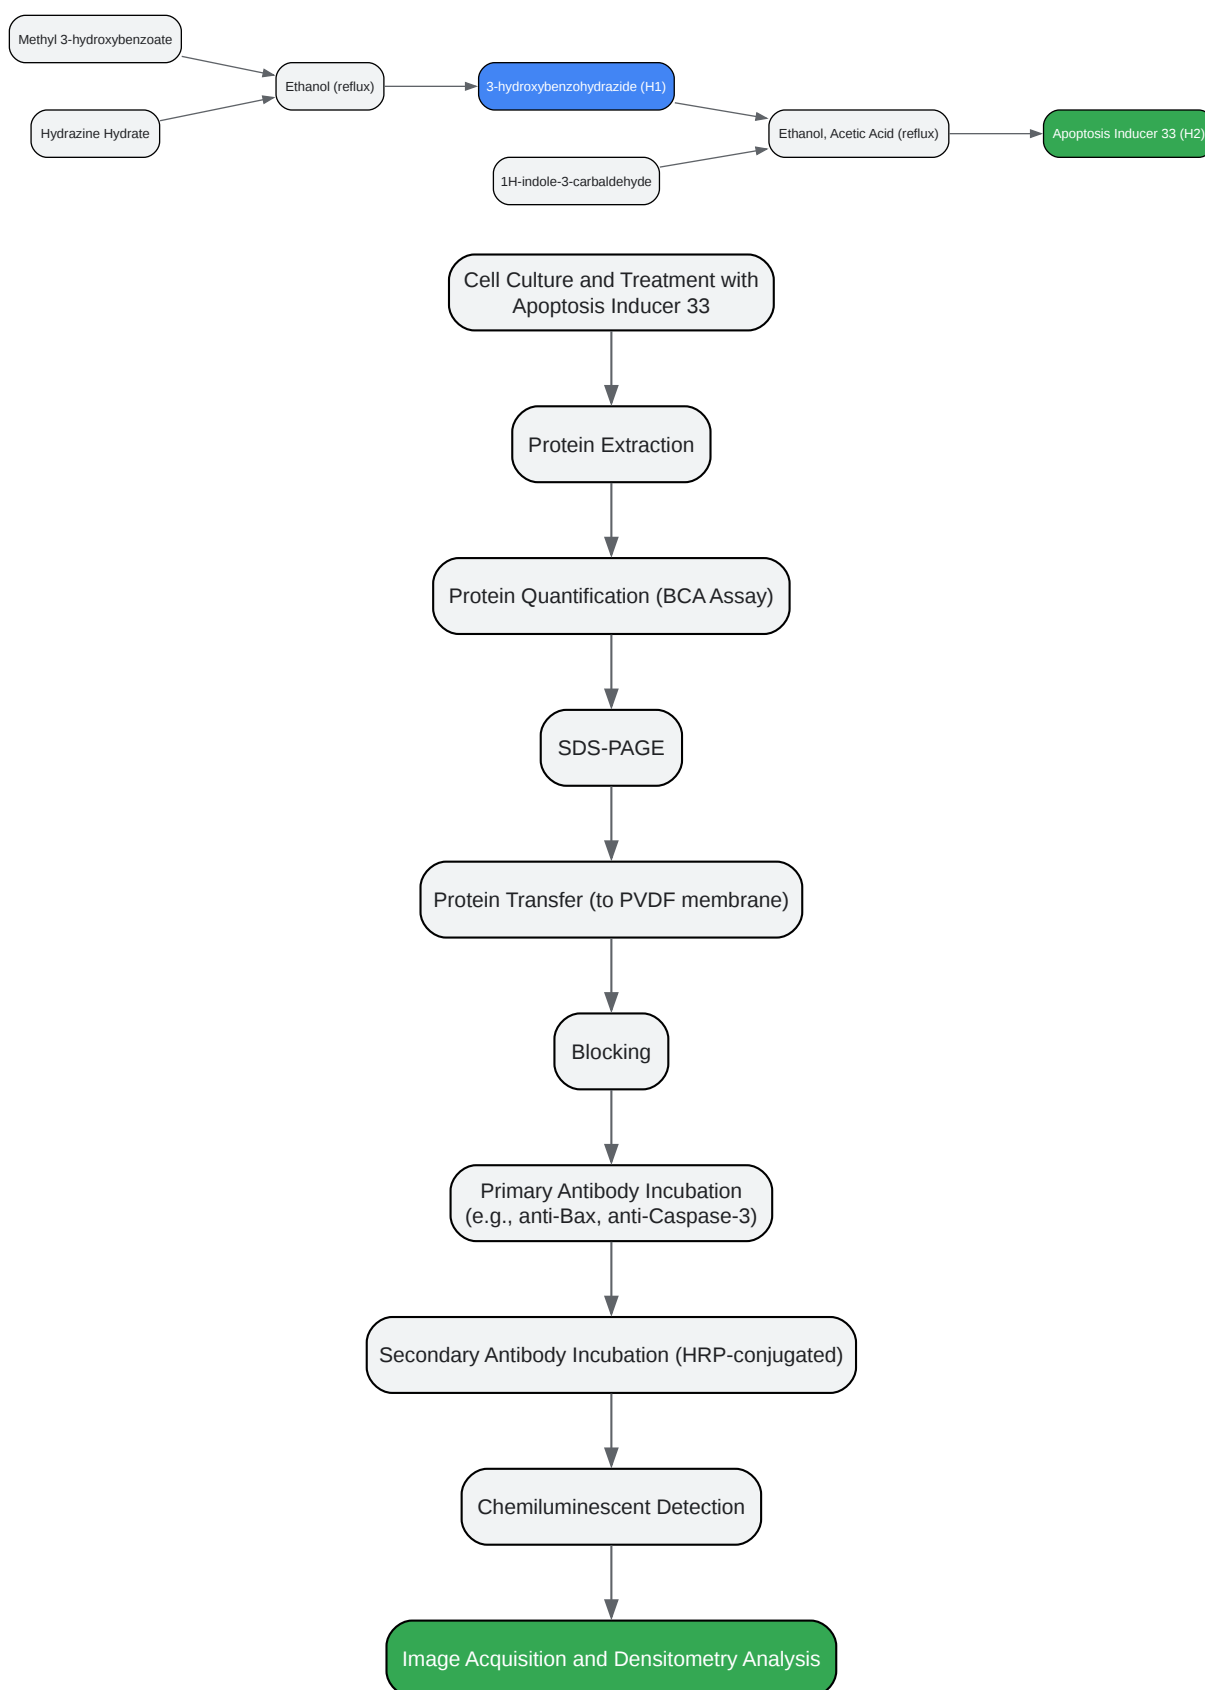 Methyl 3-hydroxybenzoate
Hydrazine Hydrate
Ethanol (reflux)
3-hydroxybenzohydrazide (H1)
1H-indole-3-carbaldehyde
Ethanol, Acetic Acid (reflux)
Apoptosis Inducer 33 (H2)
Cell Culture and Treatment with
Apoptosis Inducer 33
Protein Extraction
Protein Quantification (BCA Assay)
SDS-PAGE
Protein Transfer (to PVDF membrane)
Blocking
Primary Antibody Incubation
(e.g., anti-Bax, anti-Caspase-3)
Secondary Antibody Incubation (HRP-conjugated)
Chemiluminescent Detection
Image Acquisition and Densitometry Analysis